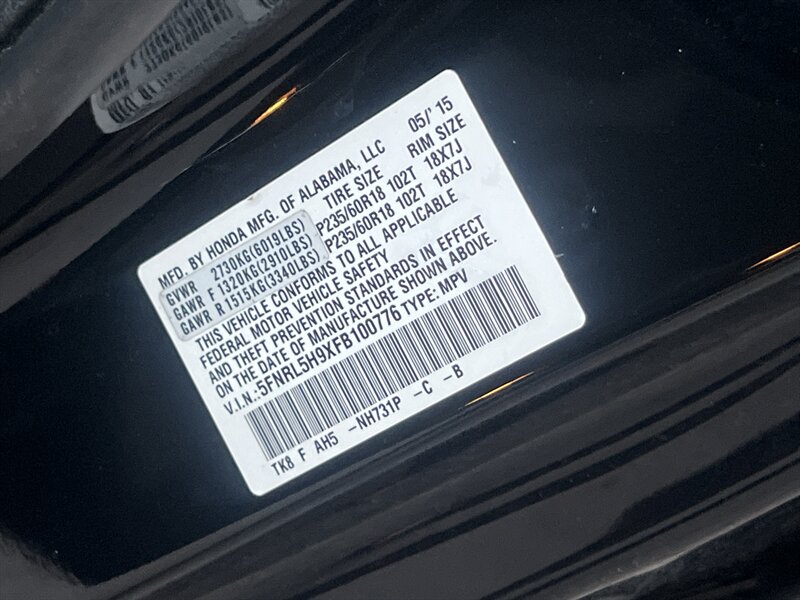 MFD. BY HONDA MFG. OF ALABAMA, LLC 05/'15
TIRE SIZE RIM SIZE
GVWR 2730KG(6019LBS)
GAWR F 1320KG(2910LBS) P235/60R18 102T 18X7J
GAWR R 1515KG(3340LBS) P235/60R18 102T 18X7J
THIS VEHICLE CONFORMS TO ALL APPLICABLE
FEDERAL MOTOR VEHICLE SAFETY
AND THEFT PREVENTION STANDARDS IN EFFECT
ON THE DATE OF MANUFACTURE SHOWN ABOVE.
V.I.N.:5FNRL5H9XFB100776 TYPE: MPV
TK8 F AH5 -NH731P -C -B